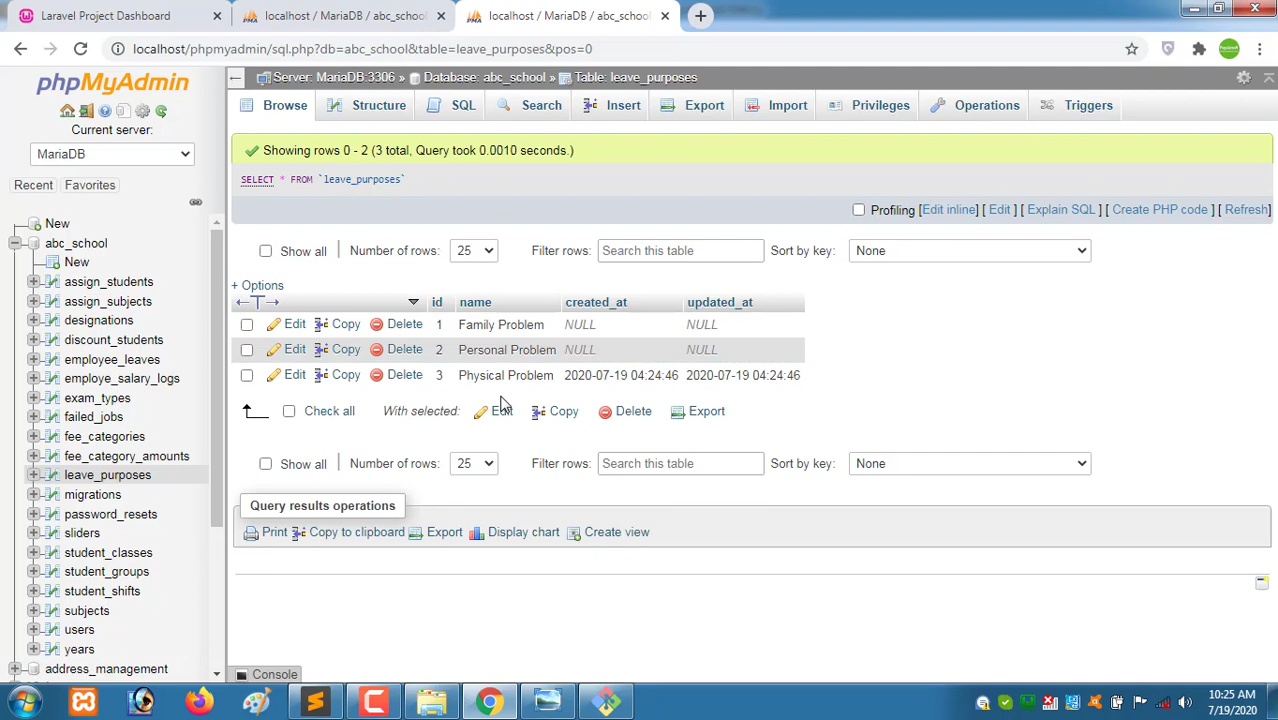 Laravel Project Dashboard
localhost / MariaDB / abc_school
localhost / MariaDB / abc_school
localhost/phpmyadmin/sql.php?db=abc_school&table=leave_purposes&pos=0
phpMyAdmin
Current server:
MariaDB
Recent Favorites
New
abc_school
New
assign_students
assign_subjects
designations
discount_students
employee_leaves
employe_salary_logs
exam_types
failed_jobs
fee_categories
fee_category_amounts
leave_purposes
migrations
password_resets
sliders
student_classes
student_groups
student_shifts
subjects
users
years
address_management
Server: MariaDB:3306 » Database: abc_school » Table: leave_purposes
Browse Structure SQL Search Insert Export Import Privileges Operations Triggers
Showing rows 0 - 2 (3 total, Query took 0.0010 seconds.)
SELECT * FROM `leave_purposes`
Profiling [Edit inline] [ Edit ] [ Explain SQL ] [ Create PHP code ] [ Refresh]
Show all Number of rows: 25 Filter rows: Search this table Sort by key: None
+ Options
←T→ id name created_at updated_at
Edit Copy Delete 1 Family Problem NULL NULL
Edit Copy Delete 2 Personal Problem NULL NULL
Edit Copy Delete 3 Physical Problem 2020-07-19 04:24:46 2020-07-19 04:24:46
Check all With selected: Edit Copy Delete Export
Show all Number of rows: 25 Filter rows: Search this table Sort by key: None
Query results operations
Print Copy to clipboard Export Display chart Create view
Console
10:25 AM
7/19/2020